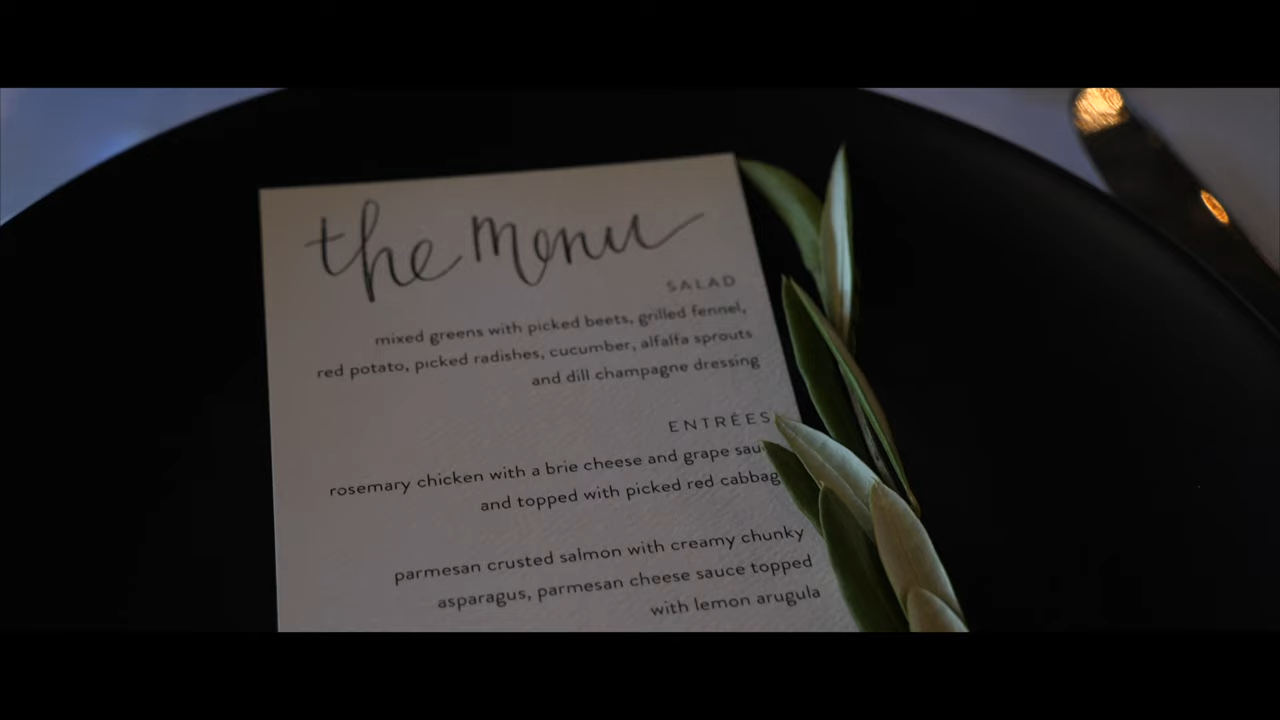 the menu
SALAD
mixed greens with picked beets, grilled fennel,
red potato, picked radishes, cucumber, alfalfa sprouts
and dill champagne dressing
ENTRÉES
rosemary chicken with a brie cheese and grape sau
and topped with picked red cabbag
parmesan crusted salmon with creamy chunky
asparagus, parmesan cheese sauce topped
with lemon arugula